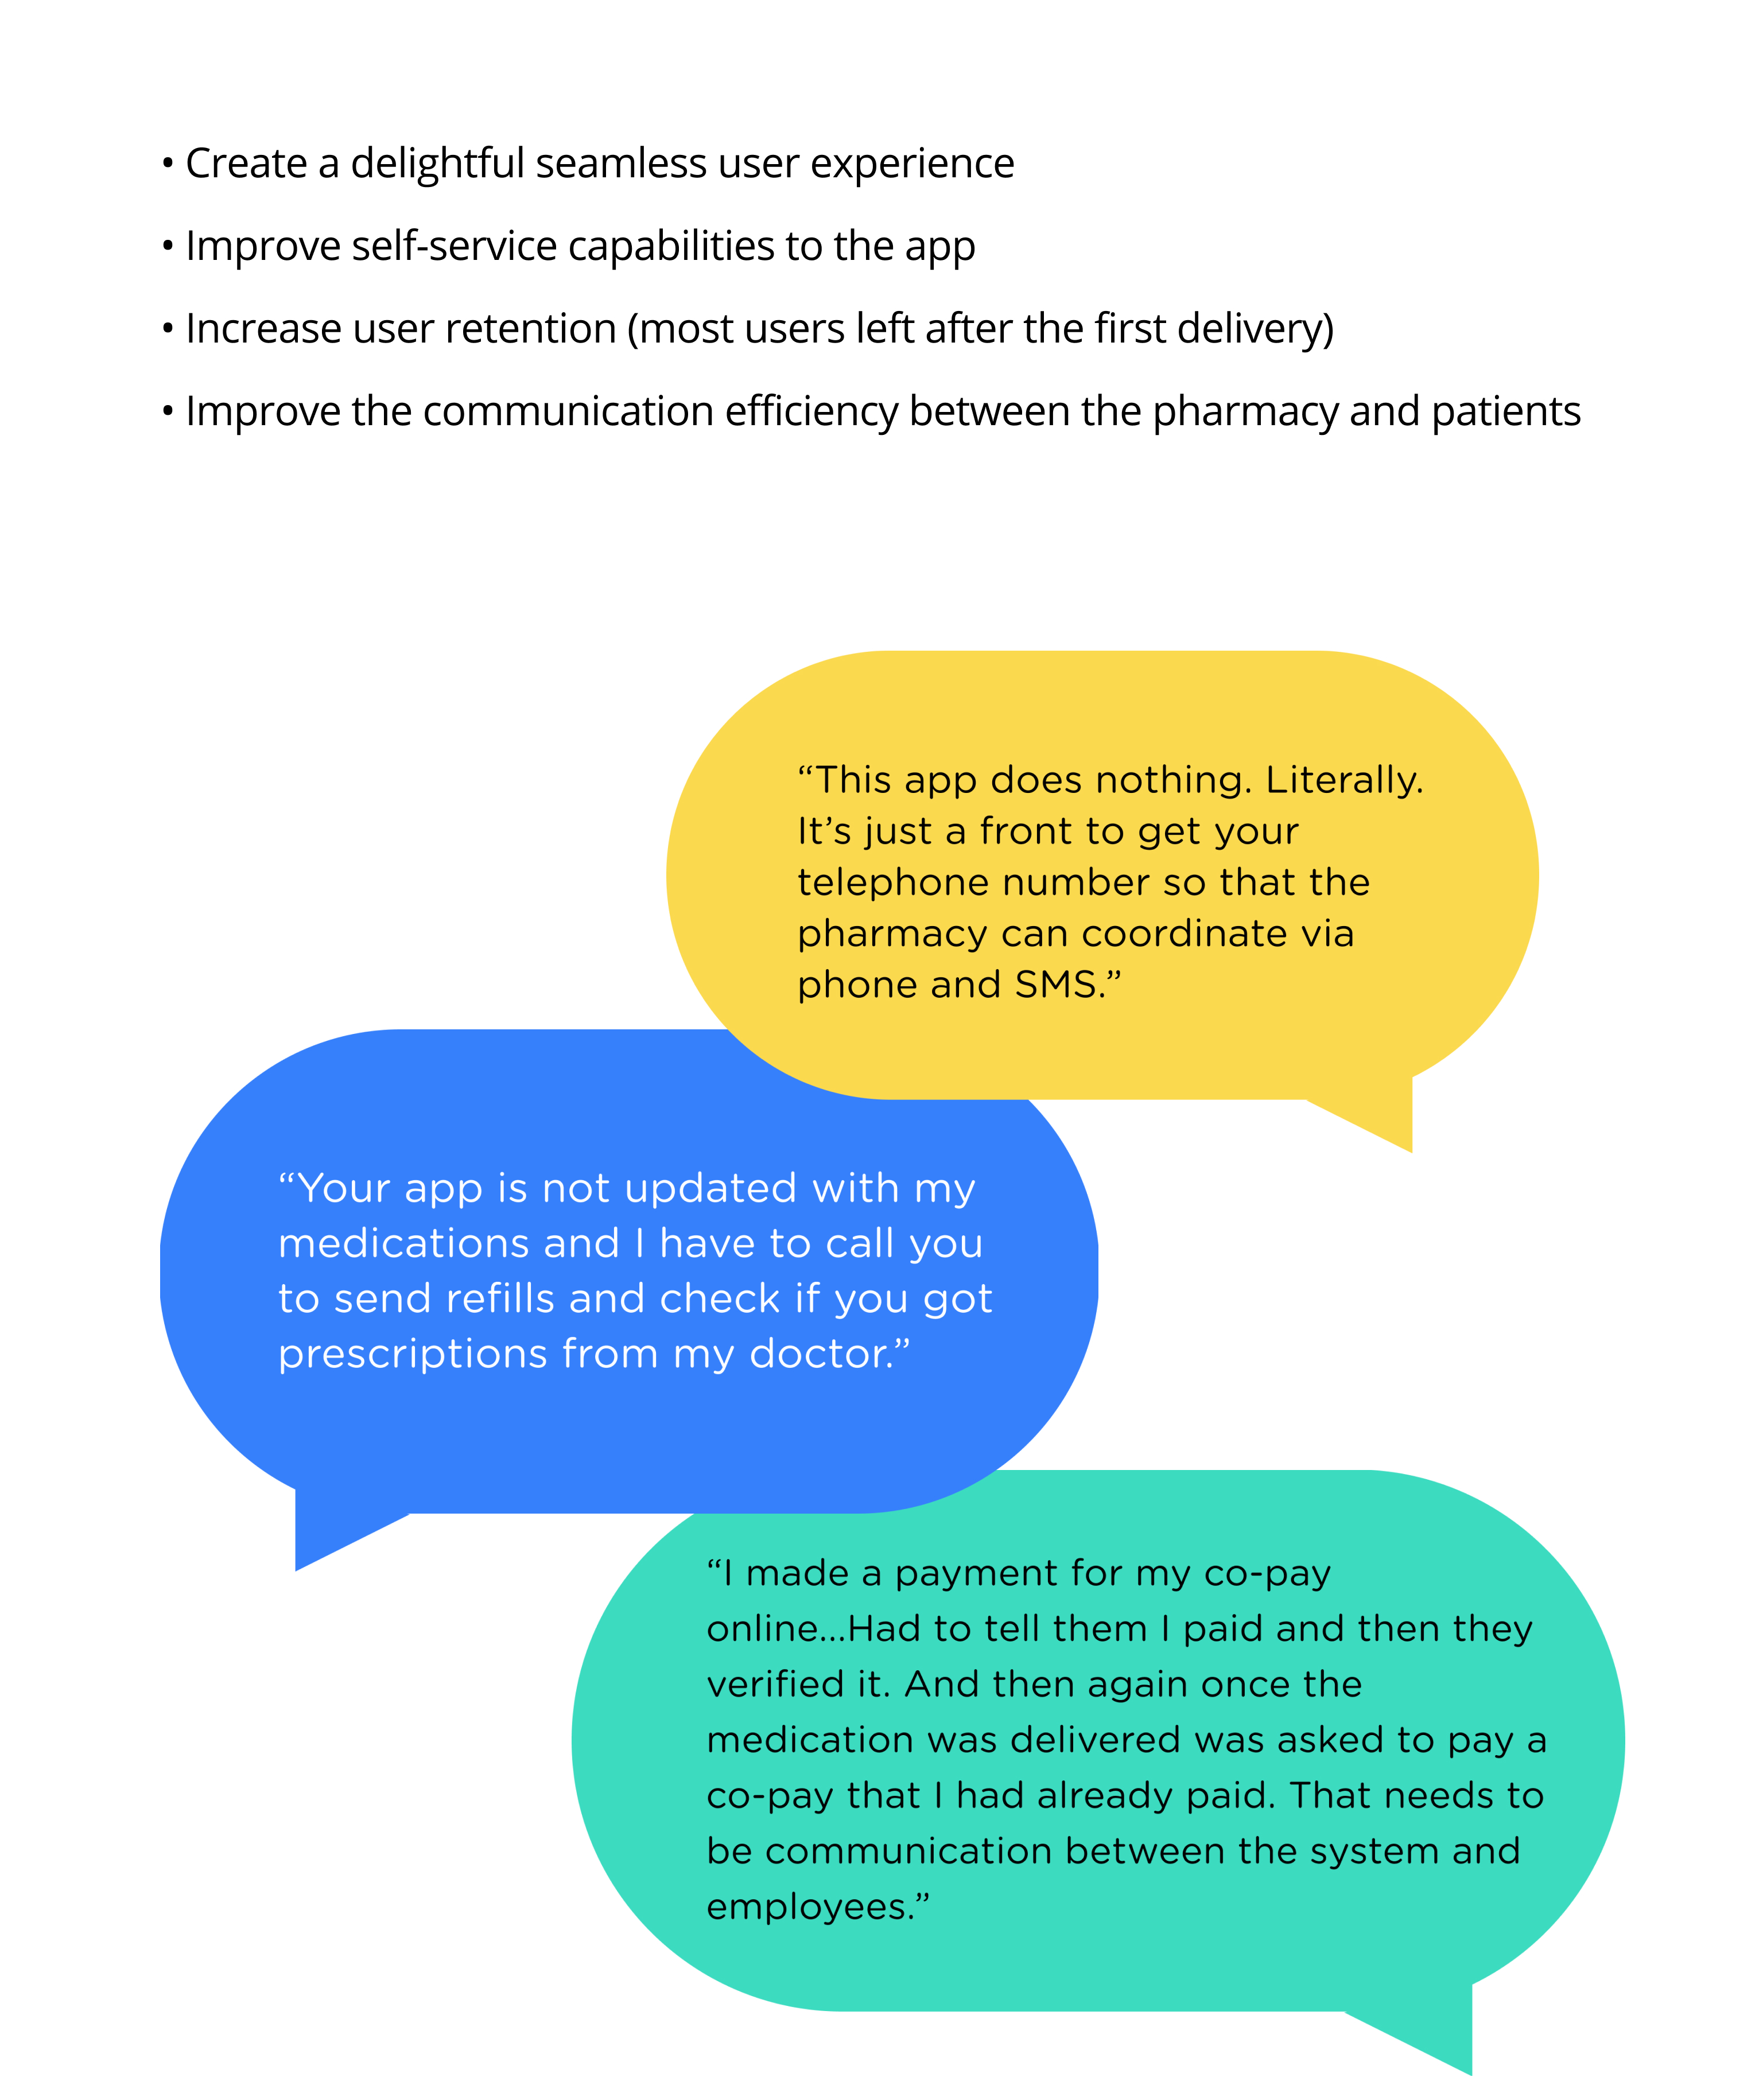 • Create a delightful seamless user experience
• Improve self-service capabilities to the app
• Increase user retention (most users left after the first delivery)
• Improve the communication efficiency between the pharmacy and patients
“This app does nothing. Literally.
It’s just a front to get your
telephone number so that the
pharmacy can coordinate via
phone and SMS.”
“Your app is not updated with my
medications and I have to call you
to send refills and check if you got
prescriptions from my doctor.”
“I made a payment for my co-pay
online...Had to tell them I paid and then they
verified it. And then again once the
medication was delivered was asked to pay a
co-pay that I had already paid. That needs to
be communication between the system and
employees.”